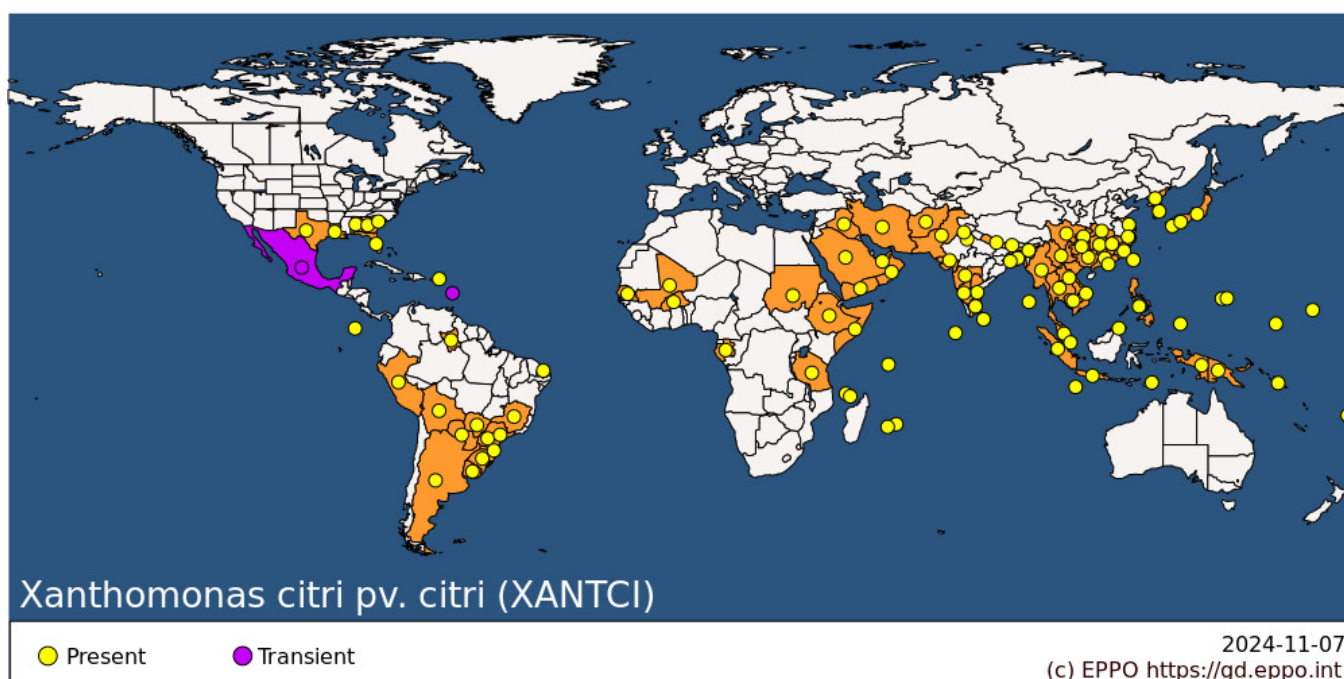 Xanthomonas citri pv. citri (XANTCI)
Present
Transient
2024-11-07
(c) EPPO https://gd.eppo.int